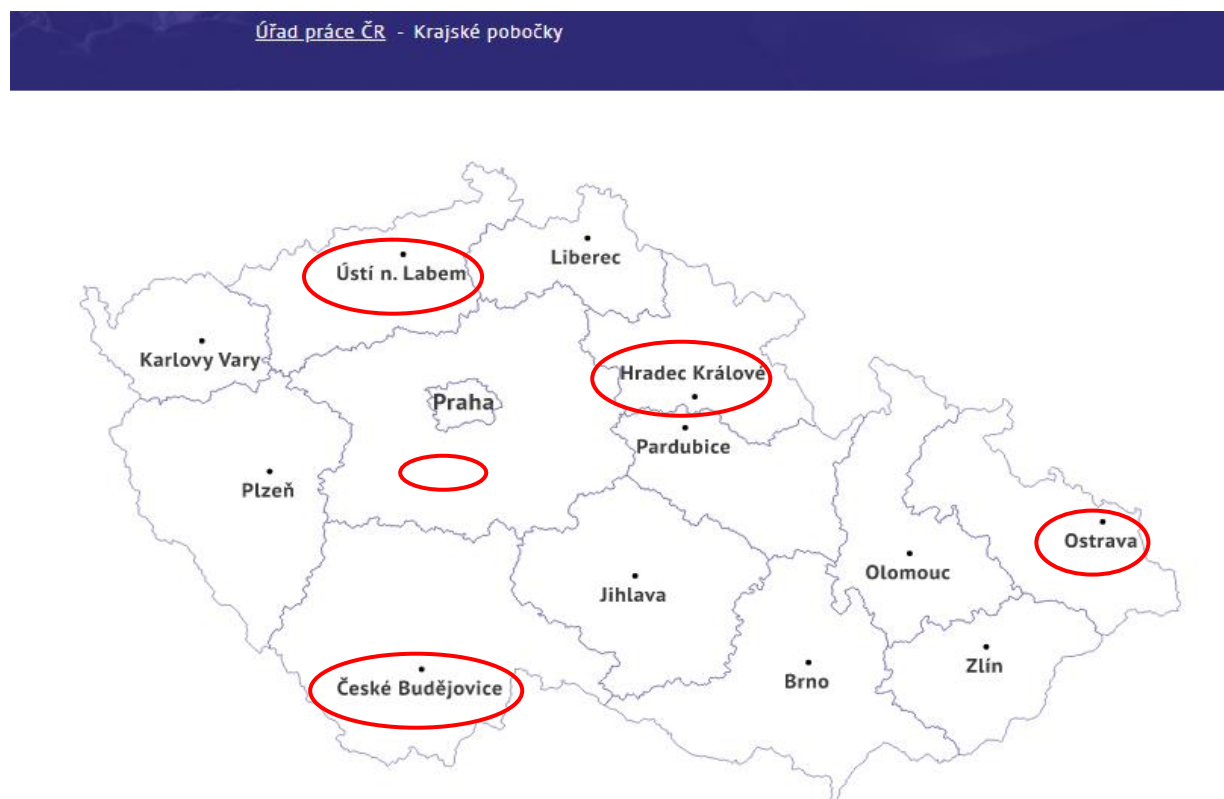 Úřad práce ČR - Krajské pobočky
Liberec
Ústí n. Labem
Karlovy Vary
Hradec Králové
Praha
Pardubice
Plzeň
Ostrava
Olomouc
Jihlava
Zlín
Brno
České Budějovice